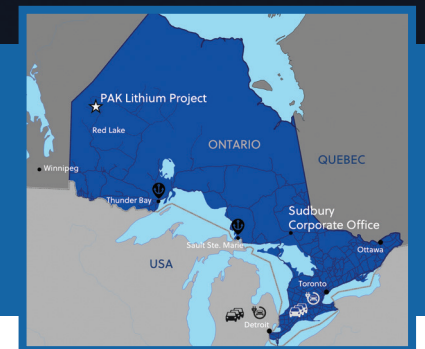 PAK Lithium Project
Red Lake
ONTARIO
QUEBEC
Winnipeg
Thunder Bay
Sudbury
Corporate Office
Sault Ste. Marie
Ottawa
USA
Toronto
Detroit